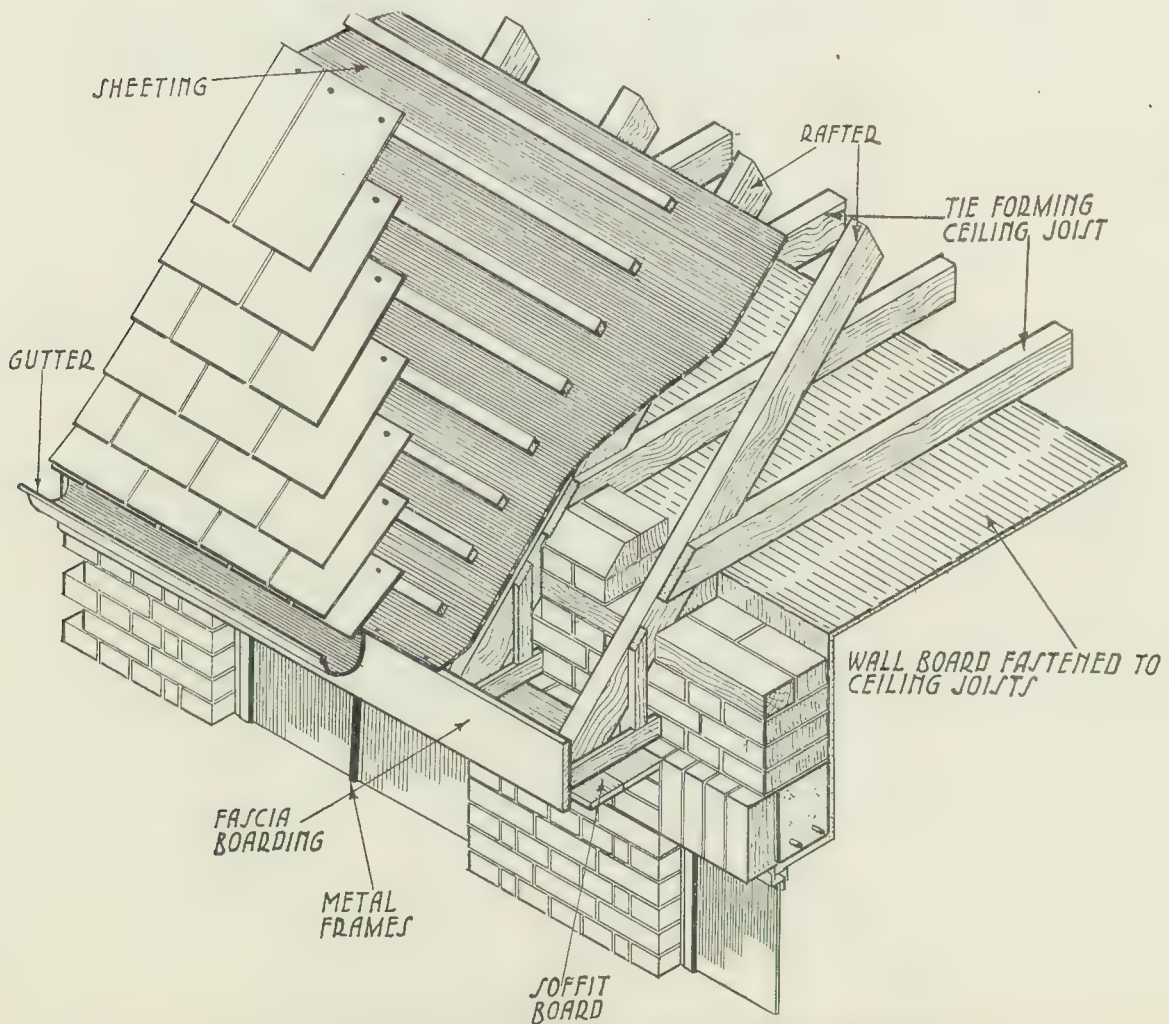 SHEETING
RAFTER
TIE FORMING
CEILING JOIST
GUTTER
WALL BOARD FASTENED TO
CEILING JOISTS
FASCIA
BOARDING
METAL
FRAMES
SOFFIT
BOARD